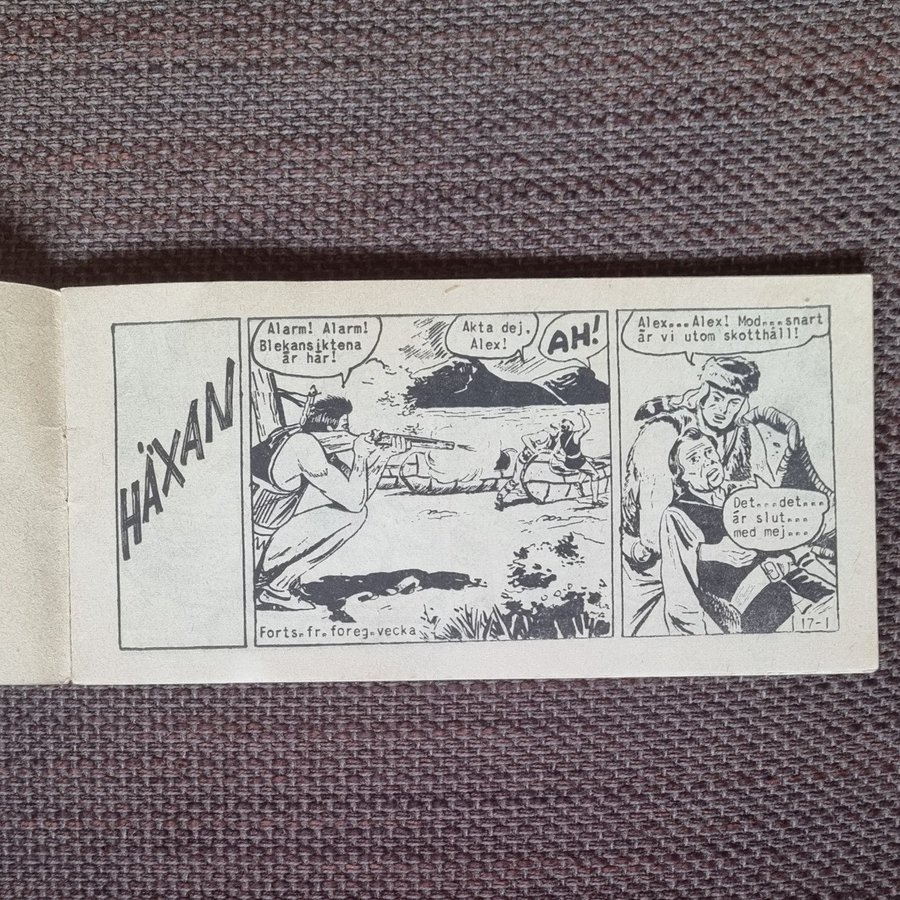 HÄXAN
Alarm! Alarm!
Blekansiktena
är här!
Akta dej,
Alex!
AH!
Forts.fr.föreg.vecka
Alex...Alex! Mod...snart
är vi utom skotthåll!
Det...det...
är slut...
med mej...
17-1